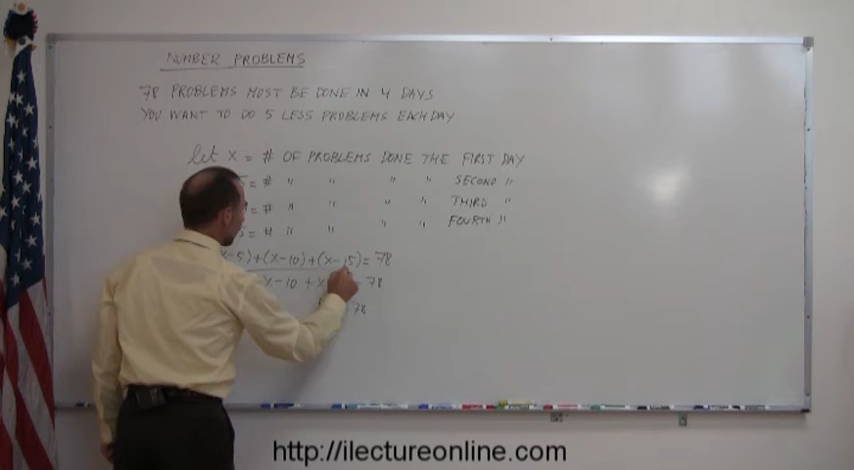 NUMBER PROBLEMS
78 PROBLEMS MUST BE DONE IN 4 DAYS
YOU WANT TO DO 5 LESS PROBLEMS EACH DAY
let X = # OF PROBLEMS DONE THE FIRST DAY
= # " " " " SECOND "
= # " " " " THIRD "
= # " " " " FOURTH "
-5) + (X-10) + (X-15) = 78
X - 10 + X 78
78
http://ilectureonline.com